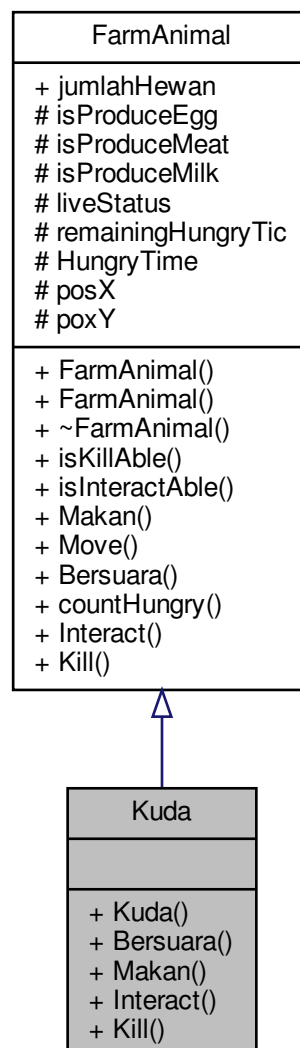 FarmAnimal
+ jumlahHewan
# isProduceEgg
# isProduceMeat
# isProduceMilk
# liveStatus
# remainingHungryTic
# HungryTime
# posX
# poxY
+ FarmAnimal()
+ FarmAnimal()
+ ~FarmAnimal()
+ isKillAble()
+ isInteractAble()
+ Makan()
+ Move()
+ Bersuara()
+ countHungry()
+ Interact()
+ Kill()
Kuda
+ Kuda()
+ Bersuara()
+ Makan()
+ Interact()
+ Kill()